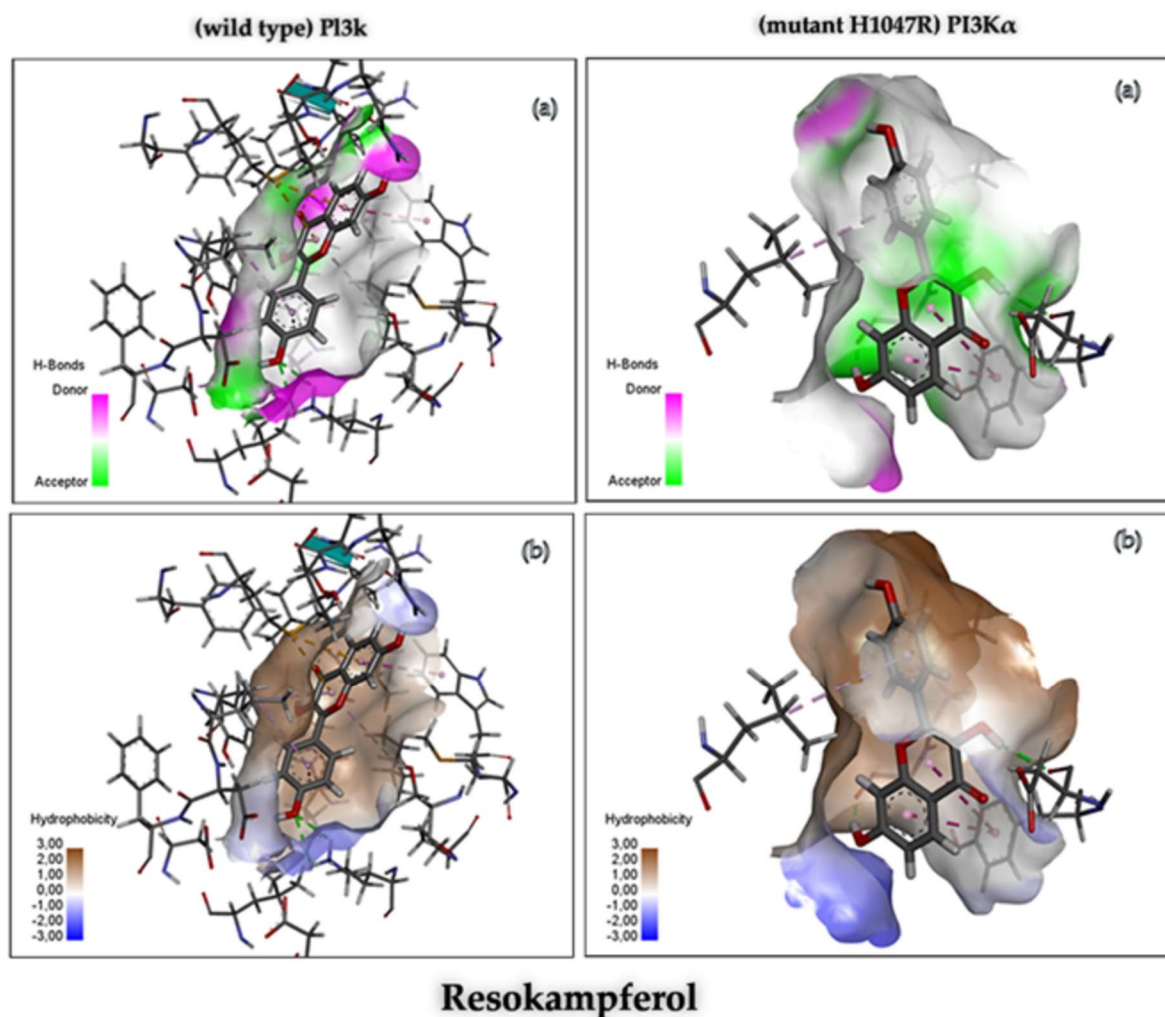 (wild type) Pl3k
(mutant H1047R) PI3Kα
(a)
H-Bonds
Donor
Acceptor
(a)
H-Bonds
Donor
Acceptor
(b)
Hydrophobicity
3,00
2,00
1,00
0,00
-1,00
-2,00
-3,00
(b)
Hydrophobicity
3,00
2,00
1,00
0,00
-1,00
-2,00
-3,00
Resokampferol